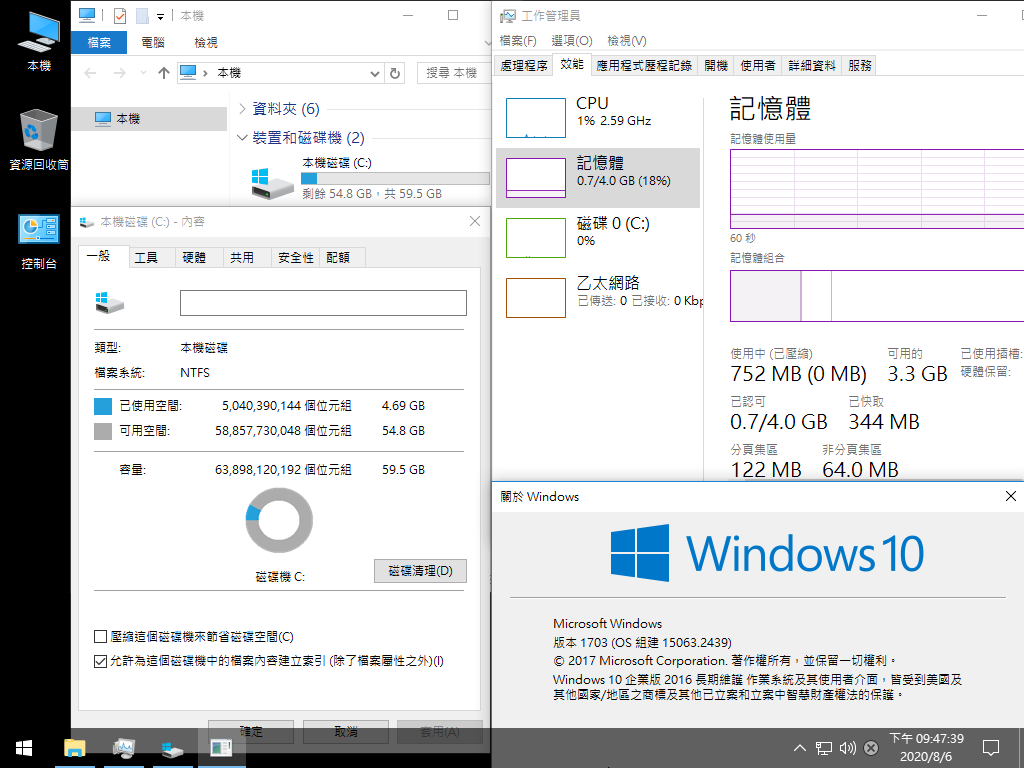 本機
資源回收筒
控制台
本機
檔案
電腦
檢視
本機
搜尋 本機
本機
資料夾 (6)
裝置和磁碟機 (2)
本機磁碟 (C:)
剩餘 54.8 GB，共 59.5 GB
本機磁碟 (C:) - 內容
一般
工具
硬體
共用
安全性
配額
類型:
本機磁碟
檔案系統:
NTFS
已使用空間:
5,040,390,144 個位元組
4.69 GB
可用空間:
58,857,730,048 個位元組
54.8 GB
容量:
63,898,120,192 個位元組
59.5 GB
磁碟機 C:
磁碟清理(D)
壓縮這個磁碟機來節省磁碟空間(C)
允許為這個磁碟機中的檔案內容建立索引 (除了檔案屬性之外)(I)
確定
取消
套用(A)
工作管理員
檔案(F)
選項(O)
檢視(V)
處理程序
效能
應用程式歷程記錄
開機
使用者
詳細資料
服務
CPU
1% 2.59 GHz
記憶體
0.7/4.0 GB (18%)
磁碟 0 (C:)
0%
乙太網路
已傳送: 0 已接收: 0 Kbp
記憶體
記憶體使用量
60 秒
記憶體組合
使用中 (已壓縮)
752 MB (0 MB)
可用的
3.3 GB
已使用插槽:
硬體保留:
已認可
0.7/4.0 GB
已快取
344 MB
分頁集區
122 MB
非分頁集區
64.0 MB
關於 Windows
Windows 10
Microsoft Windows
版本 1703 (OS 組建 15063.2439)
© 2017 Microsoft Corporation. 著作權所有，並保留一切權利。
Windows 10 企業版 2016 長期維護 作業系統及其使用者介面，皆受到美國及
其他國家/地區之商標及其他已立案和立案中智慧財產權法的保護。
下午 09:47:39
2020/8/6